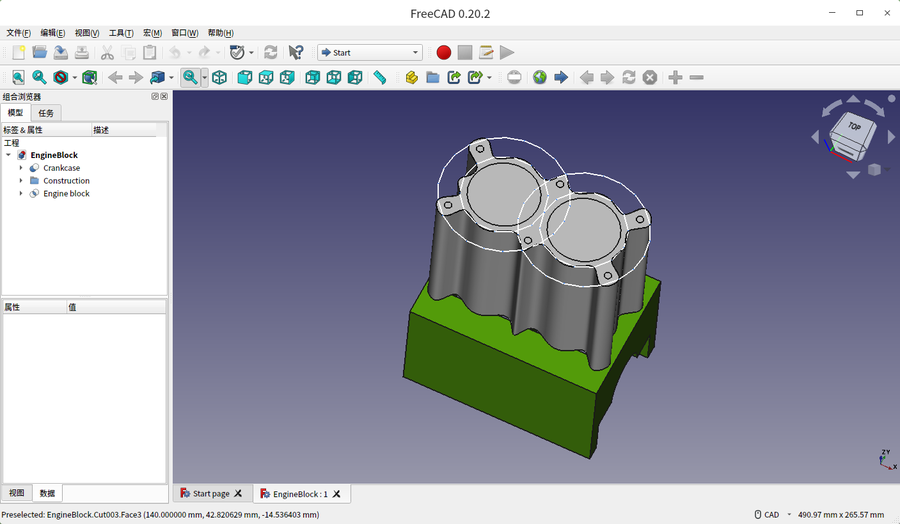 FreeCAD 0.20.2
文件(F) 编辑(E) 视图(V) 工具(T) 宏(M) 窗口(W) 帮助(H)
Start
组合浏览器
模型 任务
标签 & 属性 描述
工程
EngineBlock
Crankcase
Construction
Engine block
TOP
属性 值
ZY
X
视图 数据
Start page
EngineBlock : 1
Preselected: EngineBlock.Cut003.Face3 (140.000000 mm, 42.820629 mm, -14.536403 mm)
CAD
490.97 mm x 265.57 mm